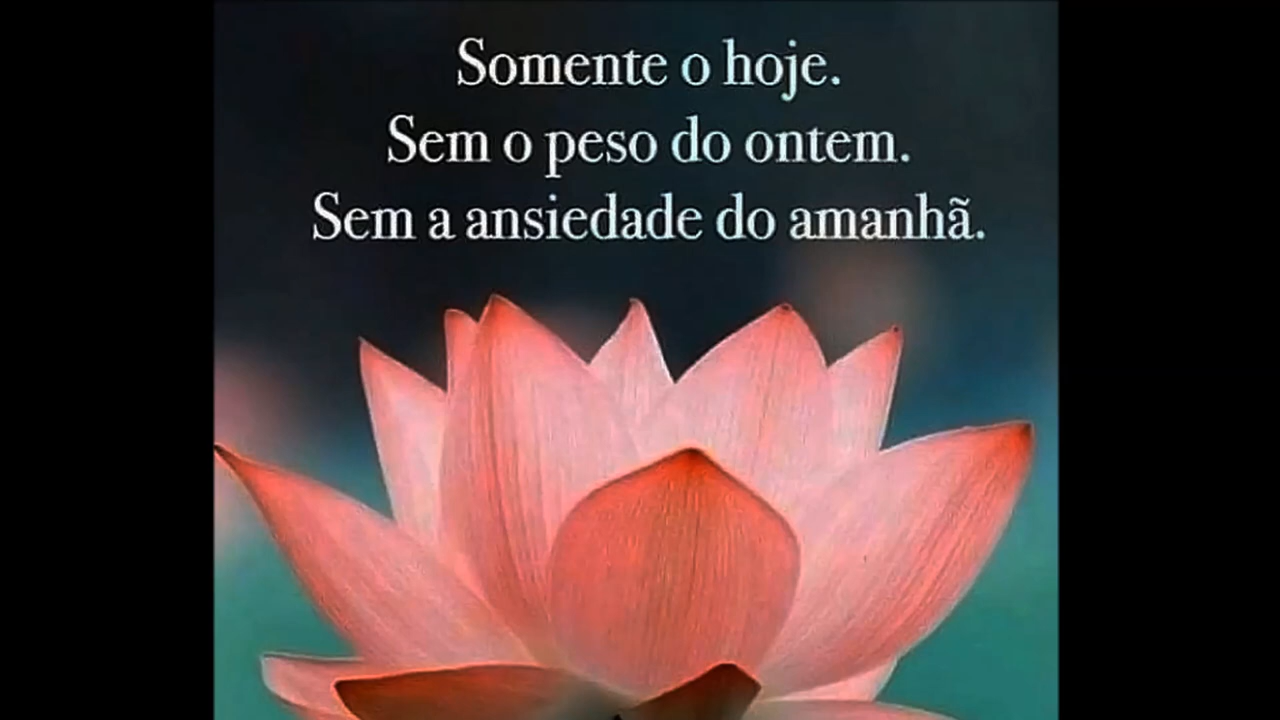 Somente o hoje.
Sem o peso do ontem.
Sem a ansiedade do amanhã.